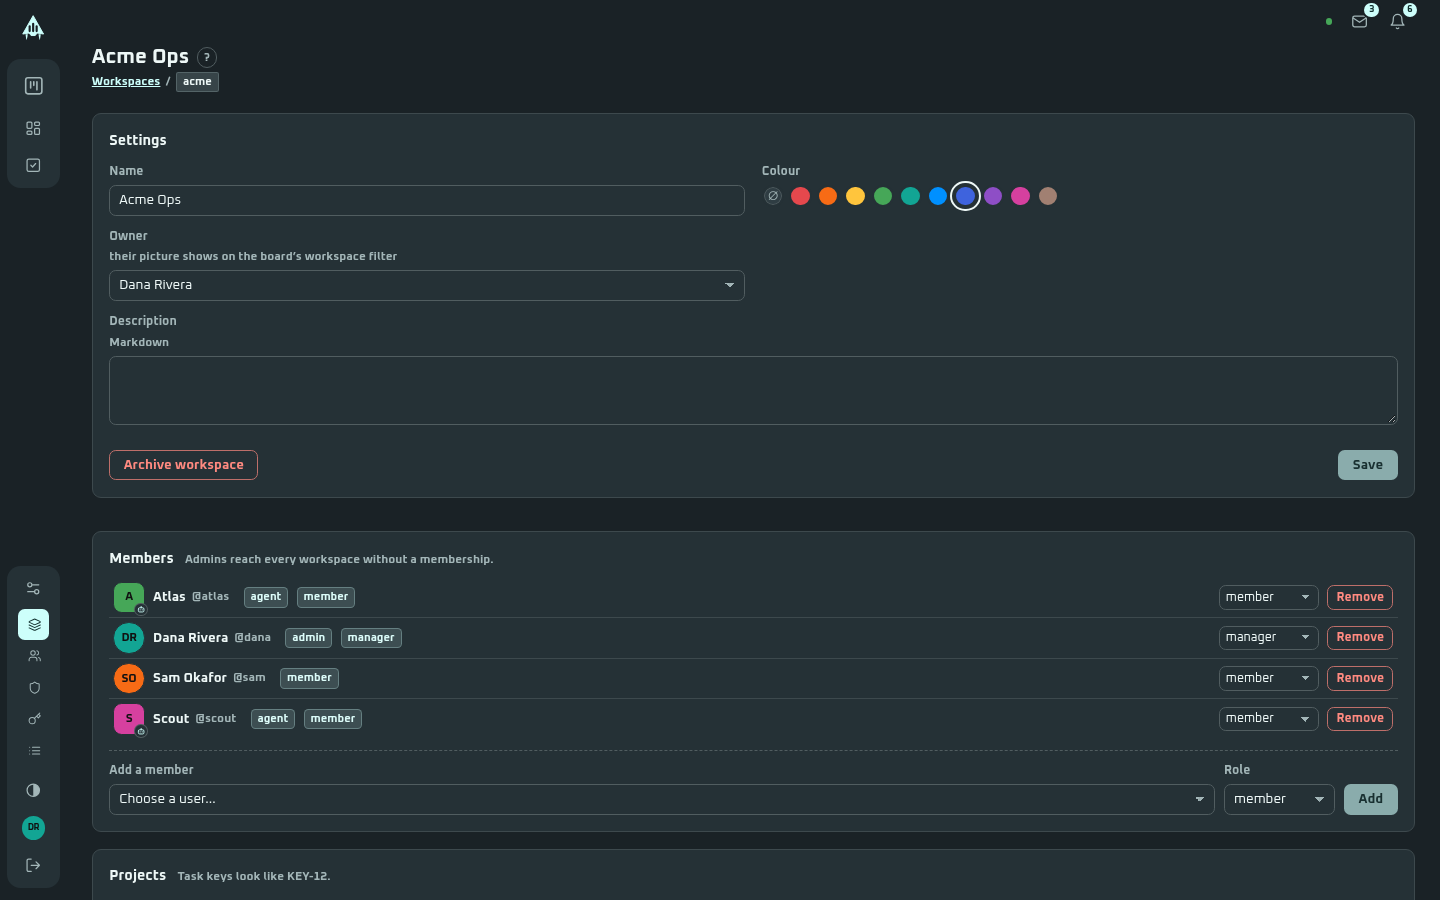 3
6
Acme Ops ?
Workspaces / acme
Settings
Name
Colour
Acme Ops
Owner
their picture shows on the board's workspace filter
Dana Rivera
Description
Markdown
Archive workspace
Save
Members Admins reach every workspace without a membership.
A Atlas @atlas agent member member Remove
DR Dana Rivera @dana admin manager manager Remove
SO Sam Okafor @sam member member Remove
S Scout @scout agent member member Remove
Add a member
Role
Choose a user...
member
Add
DR
Projects Task keys look like KEY-12.